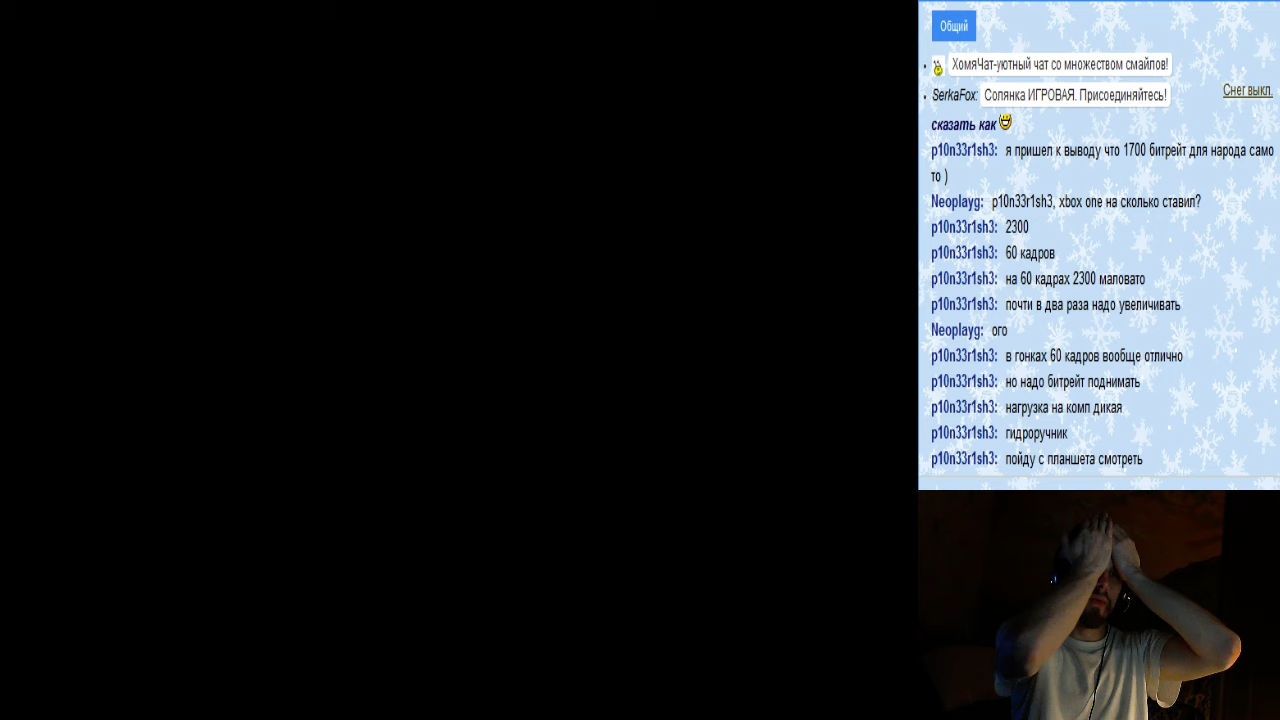 Общий
ХомяЧат-уютный чат со множеством смайлов!
SerkaFox: Солянка ИГРОВАЯ. Присоединяйтесь!
Снег выкл.
сказать как
p10n33r1sh3: я пришел к выводу что 1700 битрейт для народа само
то )
Neoplayg: p10n33r1sh3, xbox one на сколько ставил?
p10n33r1sh3: 2300
p10n33r1sh3: 60 кадров
p10n33r1sh3: на 60 кадрах 2300 маловато
p10n33r1sh3: почти в два раза надо увеличивать
Neoplayg: ого
p10n33r1sh3: в гонках 60 кадров вообще отлично
p10n33r1sh3: но надо битрейт поднимать
p10n33r1sh3: нагрузка на комп дикая
p10n33r1sh3: гидроручник
p10n33r1sh3: пойду с планшета смотреть